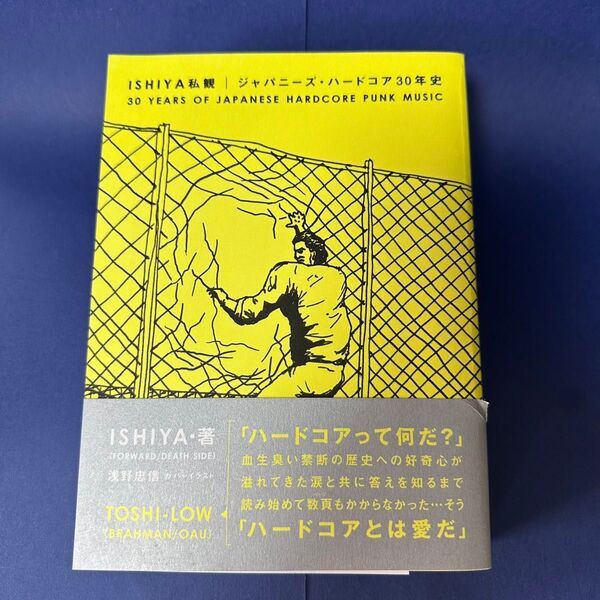 ISHIYA私観｜ジャパニーズ・ハードコア30年史
30 YEARS OF JAPANESE HARDCORE PUNK MUSIC
ISHIYA・著
(FORWARD/DEATH SIDE)
浅野忠信 カバーイラスト
TOSHI-LOW
(BRAHMAN/OAU)
「ハードコアって何だ?」
血生臭い禁断の歴史への好奇心が
溢れてきた涙と共に答えを知るまで
読み始めて数頁もかからなかった…そう
「ハードコアとは愛だ」